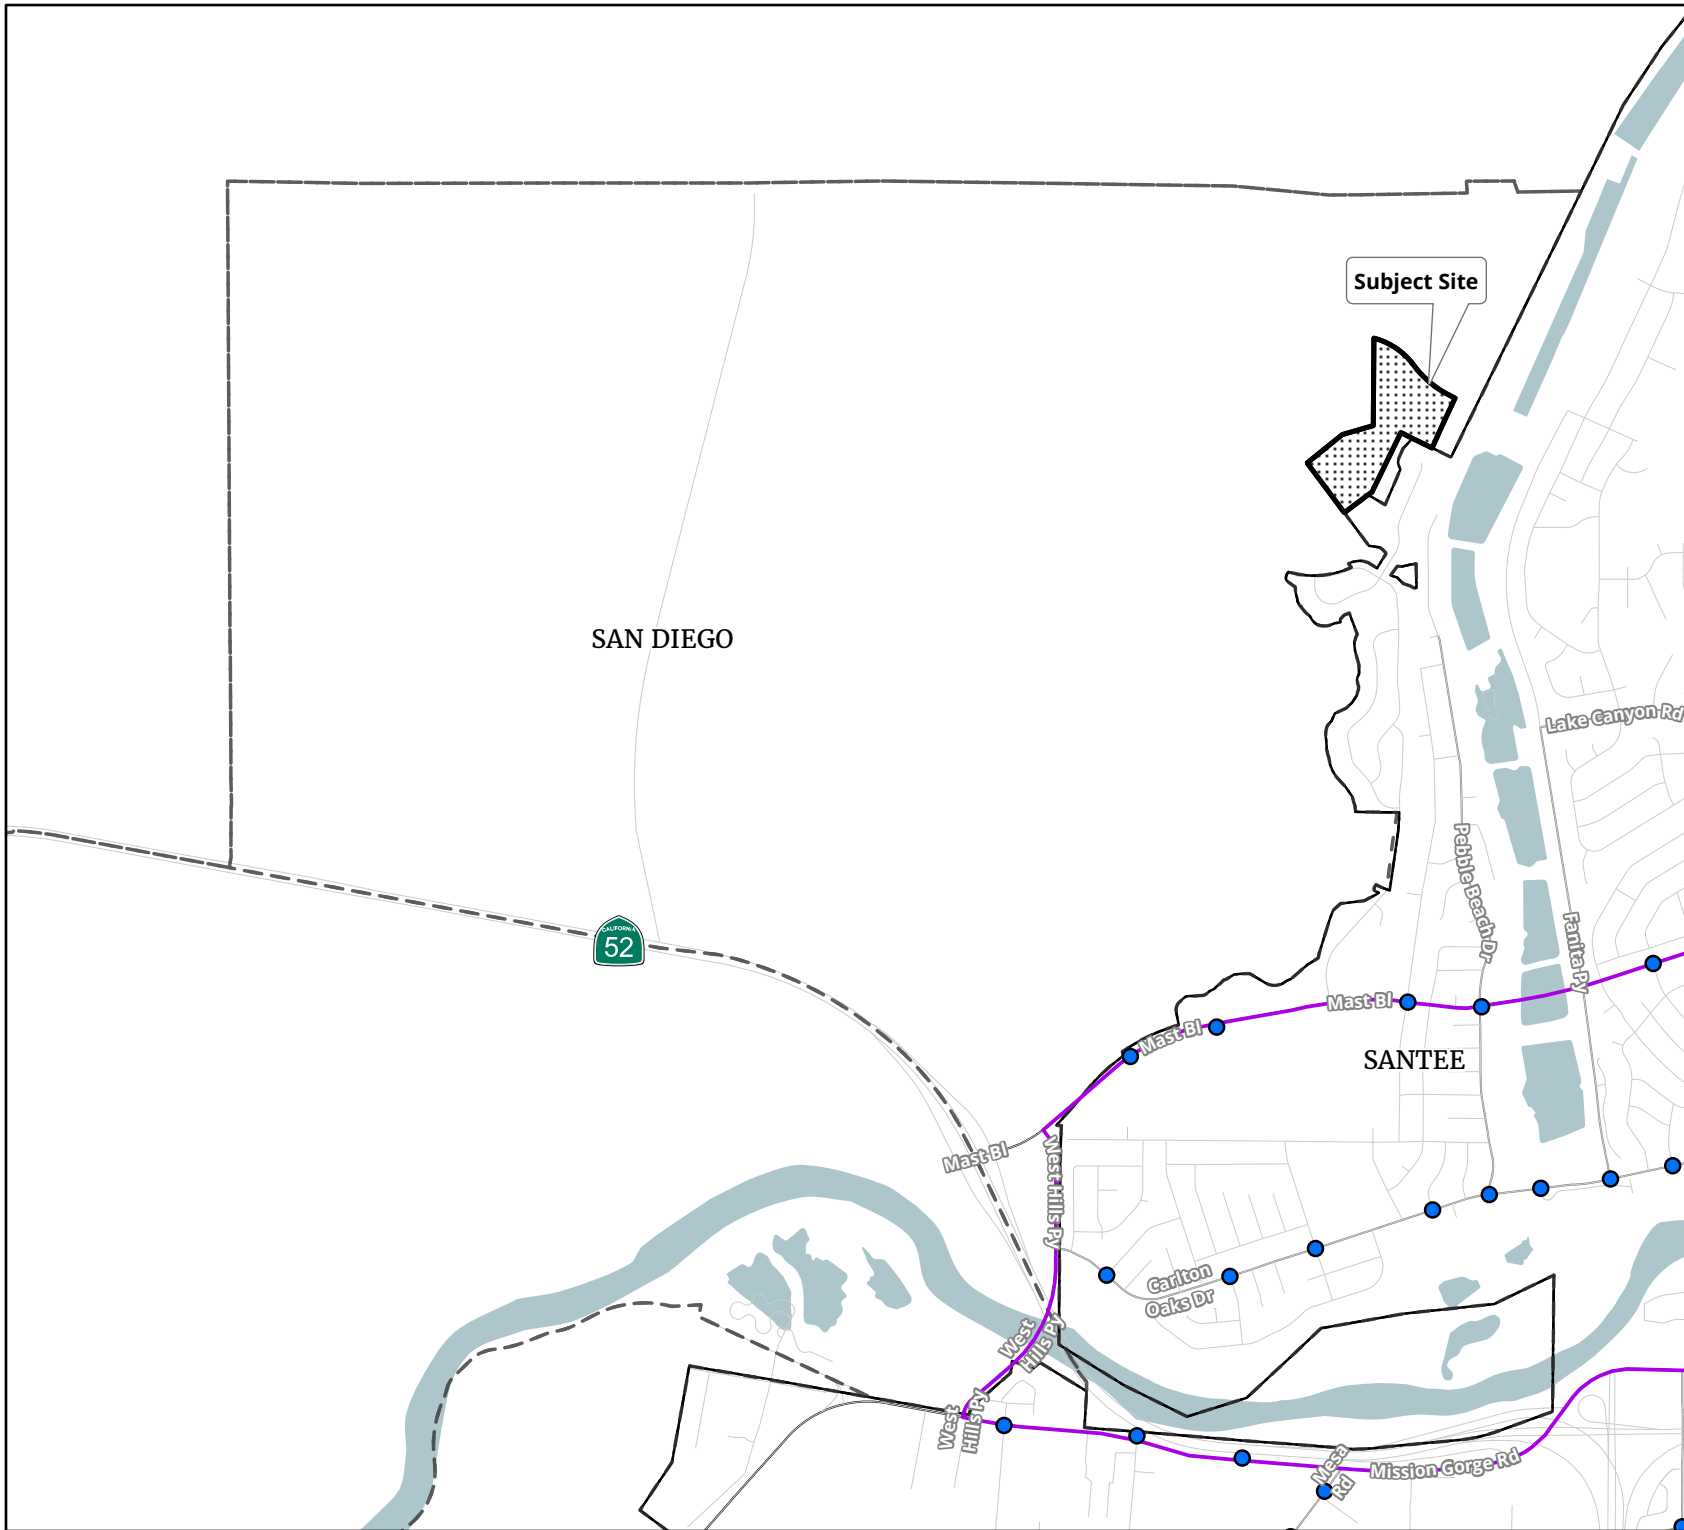 Subject Site
SAN DIEGO
Lake Canyon Rd
Pebble Beach Dr
Fanita Py
CALIFORNIA
52
Mast Bl
Mast Bl
SANTEE
Mast Bl
West Hills Py
Carlton
Oaks Dr
West
Hills Py
West
Hills Py
Mesa
Rd
Mission Gorge Rd